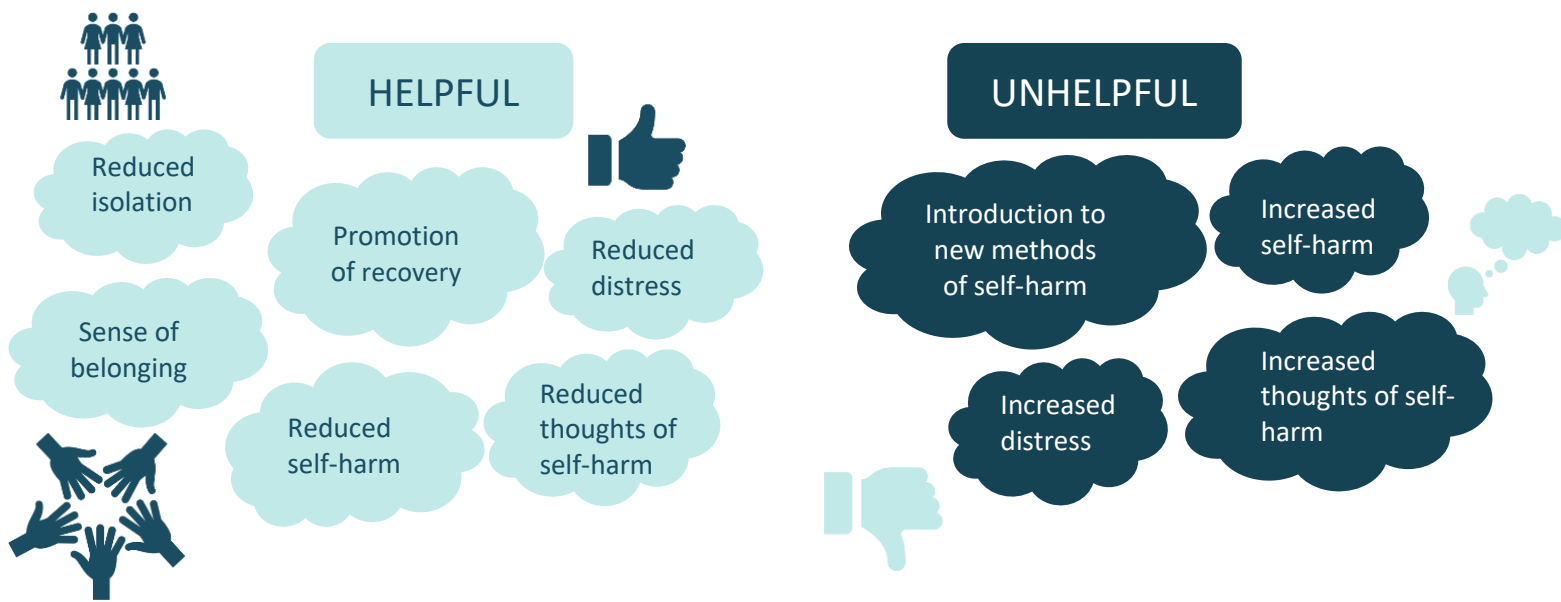 HELPFUL
Reduced
isolation
Promotion
of recovery
Reduced
distress
Sense of
belonging
Reduced
self-harm
Reduced
thoughts of
self-harm
UNHELPFUL
Introduction to
new methods
of self-harm
Increased
self-harm
Increased
distress
Increased
thoughts of self-
harm